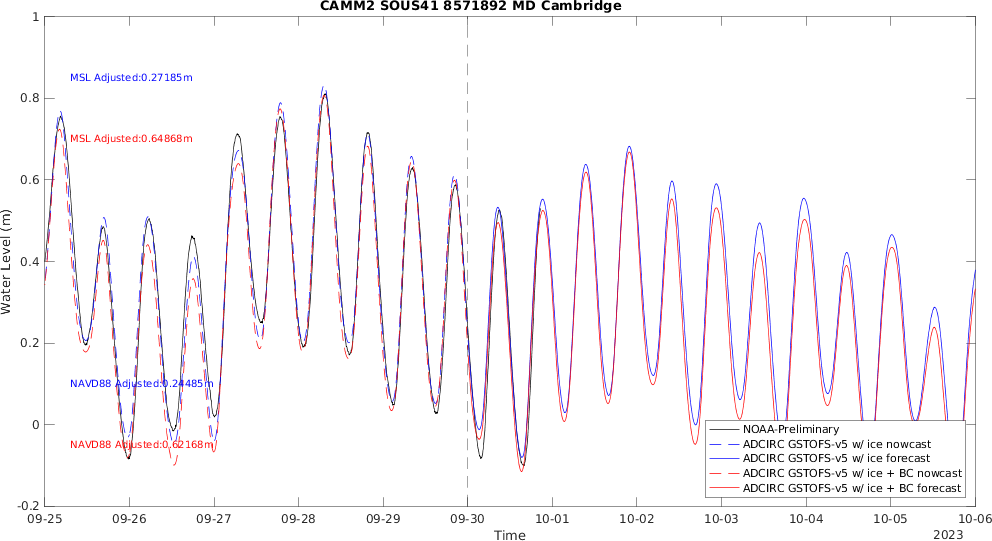 CAMM2 SOUS41 8571892 MD Cambridge
1
MSL Adjusted:0.27185m
0.8
MSL Adjusted:0.64868m
0.6
Water Level (m)
0.4
0.2
NAVD88 Adjusted:0.24485m
0
NAVD88 Adjusted:0.62168m
NOAA-Preliminary
ADCIRC GSTOFS-v5 w/ ice nowcast
ADCIRC GSTOFS-v5 w/ ice forecast
ADCIRC GSTOFS-v5 w/ ice + BC nowcast
ADCIRC GSTOFS-v5 w/ ice + BC forecast
-0.2
09-25 09-26 09-27 09-28 09-29 09-30 10-01 10-02 10-03 10-04 10-05 10-06
Time
2023